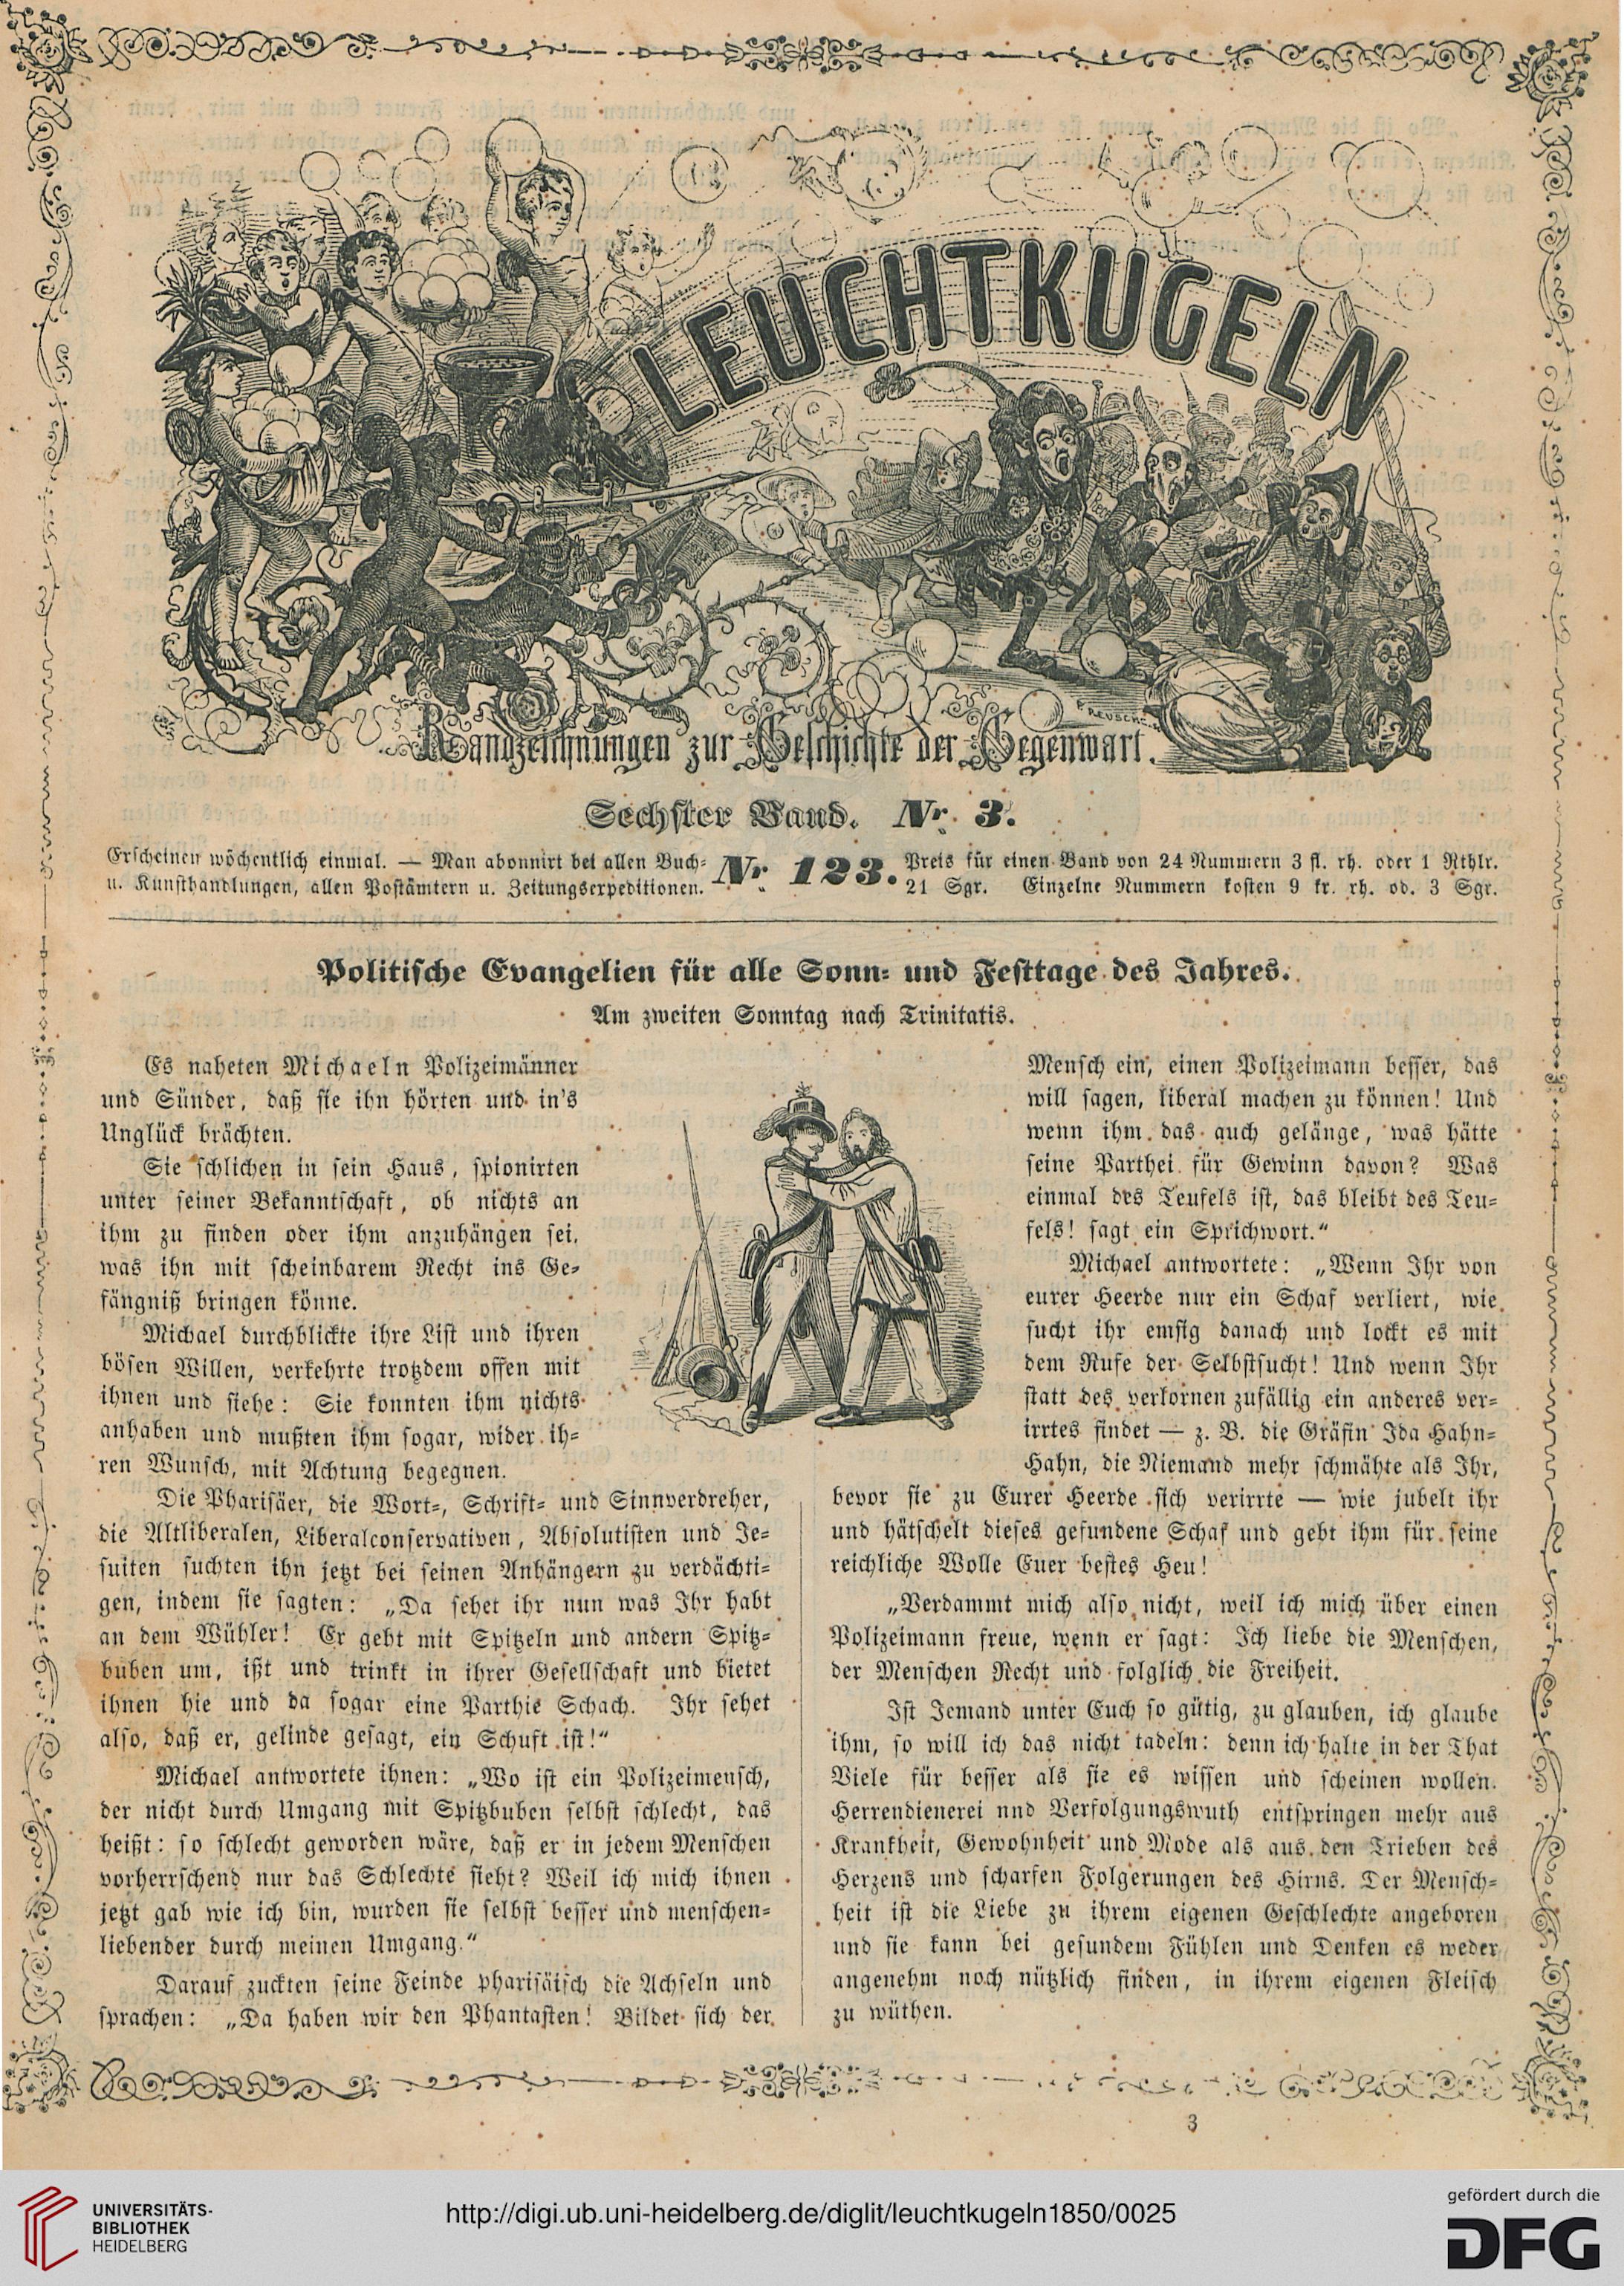 LEUCHTKUGELN
Randzeichnungen zur Geschichte der Gegenwart.
Sechster Band. Nr. 3.
Erscheinen wöchentlich einmal. — Man abonnirt bei allen Buch-
u. Kunsthandlungen, allen Postämtern u. Zeitungsexpeditionen.
Nr. 123.
Preis für einen Band von 24 Nummern 3 fl. rh. oder 1 Rthlr.
21 Sgr. Einzelne Nummern kosten 9 kr. rh. od. 3 Sgr.
Politische Evangelien für alle Sonn- und Festtage des Jahres.
Am zweiten Sonntag nach Trinitatis.
Es naheten Michaeln Polizeimänner
und Sünder, daß sie ihn hörten und in's
Unglück brächten.
Sie schlichen in sein Haus, spionirten
unter seiner Bekanntschaft, ob nichts an
ihm zu finden oder ihm anzuhängen sei,
was ihn mit scheinbarem Recht ins Ge-
fängniß bringen könne.
Michael durchblickte ihre List und ihren
bösen Willen, verkehrte trotzdem offen mit
ihnen und siehe: Sie konnten ihm nichts
anhaben und mußten ihm sogar, wider ih-
ren Wunsch, mit Achtung begegnen.
Die Pharisäer, die Wort-, Schrift- und Sinnverdreher,
die Altliberalen, Liberalconservativen, Absolutisten und Je-
suiten suchten ihn jetzt bei seinen Anhängern zu verdächti-
gen, indem sie sagten: „Da sehet ihr nun was Ihr habt
an dem Wühler! Er geht mit Spitzeln und andern Spitz-
buben um, ißt und trinkt in ihrer Gesellschaft und bietet
ihnen hie und da sogar eine Parthie Schach. Ihr sehet
also, daß er, gelinde gesagt, ein Schuft ist!“
Michael antwortete ihnen: „Wo ist ein Polizeimensch,
der nicht durch Umgang mit Spitzbuben selbst schlecht, das
heißt: so schlecht geworden wäre, daß er in jedem Menschen
vorherrschend nur das Schlechte sieht? Weil ich mich ihnen
jetzt gab wie ich bin, wurden sie selbst besser und menschen-
liebender durch meinen Umgang.“
Darauf zuckten seine Feinde pharisäisch die Achseln und
sprachen: „Da haben wir den Phantasten! Bildet sich der
Mensch ein, einen Polizeimann besser, das
will sagen, liberal machen zu können! Und
wenn ihm das auch gelänge, was hätte
seine Parthei für Gewinn davon? Was
einmal des Teufels ist, das bleibt des Teu-
fels! sagt ein Sprichwort.“
Michael antwortete: „Wenn Ihr von
eurer Heerde nur ein Schaf verliert, wie
sucht ihr emsig danach und lockt es mit
dem Rufe der Selbstsucht! Und wenn Ihr
statt des verlornen zufällig ein anderes ver-
irrtes findet — z. B. die Gräfin Ida Hahn-
Hahn, die Niemand mehr schmähte als Ihr,
bevor sie zu Eurer Heerde sich verirrte — wie jubelt ihr
und hätschelt dieses gefundene Schaf und gebt ihm für seine
reichliche Wolle Euer bestes Heu!
„Verdammt mich also nicht, weil ich mich über einen
Polizeimann freue, wenn er sagt: Ich liebe die Menschen,
der Menschen Recht und folglich die Freiheit.
Ist Jemand unter Euch so gütig, zu glauben, ich glaube
ihm, so will ich das nicht tadeln: denn ich halte in der That
Viele für besser als sie es wissen und scheinen wollen.
Herrendienerei nnd Verfolgungswuth entspringen mehr aus
Krankheit, Gewohnheit und Mode als aus den Trieben des
Herzens und scharfen Folgerungen des Hirns. Der Mensch-
heit ist die Liebe zu ihrem eigenen Geschlechte angeboren
und sie kann bei gesundem Fühlen und Denken es weder
angenehm noch nützlich finden, in ihrem eigenen Fleisch
zu wüthen.
3
UNIVERSITÄTS-
BIBLIOTHEK
HEIDELBERG
http://digi.ub.uni-heidelberg.de/diglit/leuchtkugeln1850/0025
gefördert durch die
DFG